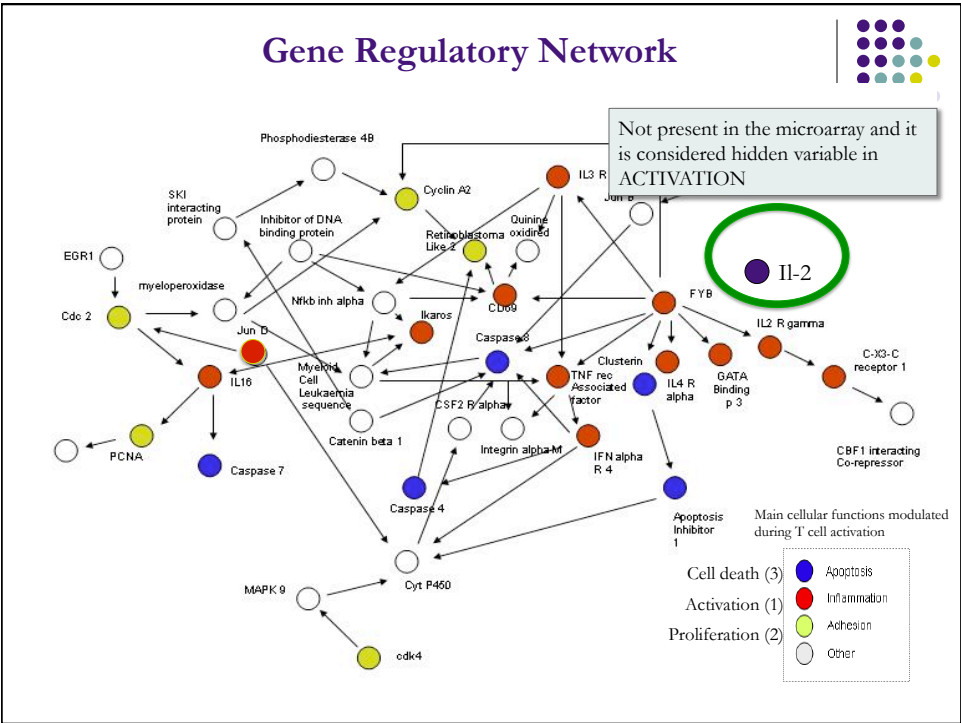 Gene Regulatory Network
Not present in the microarray and it
is considered hidden variable in
ACTIVATION
Phosphodiesterase 4B
IL3 R
Cyclin A2
Jun B
SKI
interacting
protein
Inhibitor of DNA
binding protein
Quine
oxidired
Retinoblastoma
Like 2
EGR1
Il-2
myeloperoxidase
Nfkb inh alpha
CD69
FYB
Cdc 2
Ikaros
IL2 R gamma
Jun D
Caspase 8
C-X3-C
receptor 1
Clusterin
IL16
Myeloid
Cell
Leukaemia
sequence
TNF rec
Associated
factor
IL4 R
alpha
GATA
Binding
p 3
CSF2 R alpha
Catenin beta 1
Integrin alpha-M
IFN alpha
R 4
CBF1 interacting
Co-repressor
PCNA
Caspase 7
Caspase 4
Apoptosis
Inhibitor
1
Main cellular functions modulated
during T cell activation
Cyt P450
MAPK 9
cdk4
Cell death (3)
Apoptosis
Activation (1)
Inflammation
Proliferation (2)
Adhesion
Other